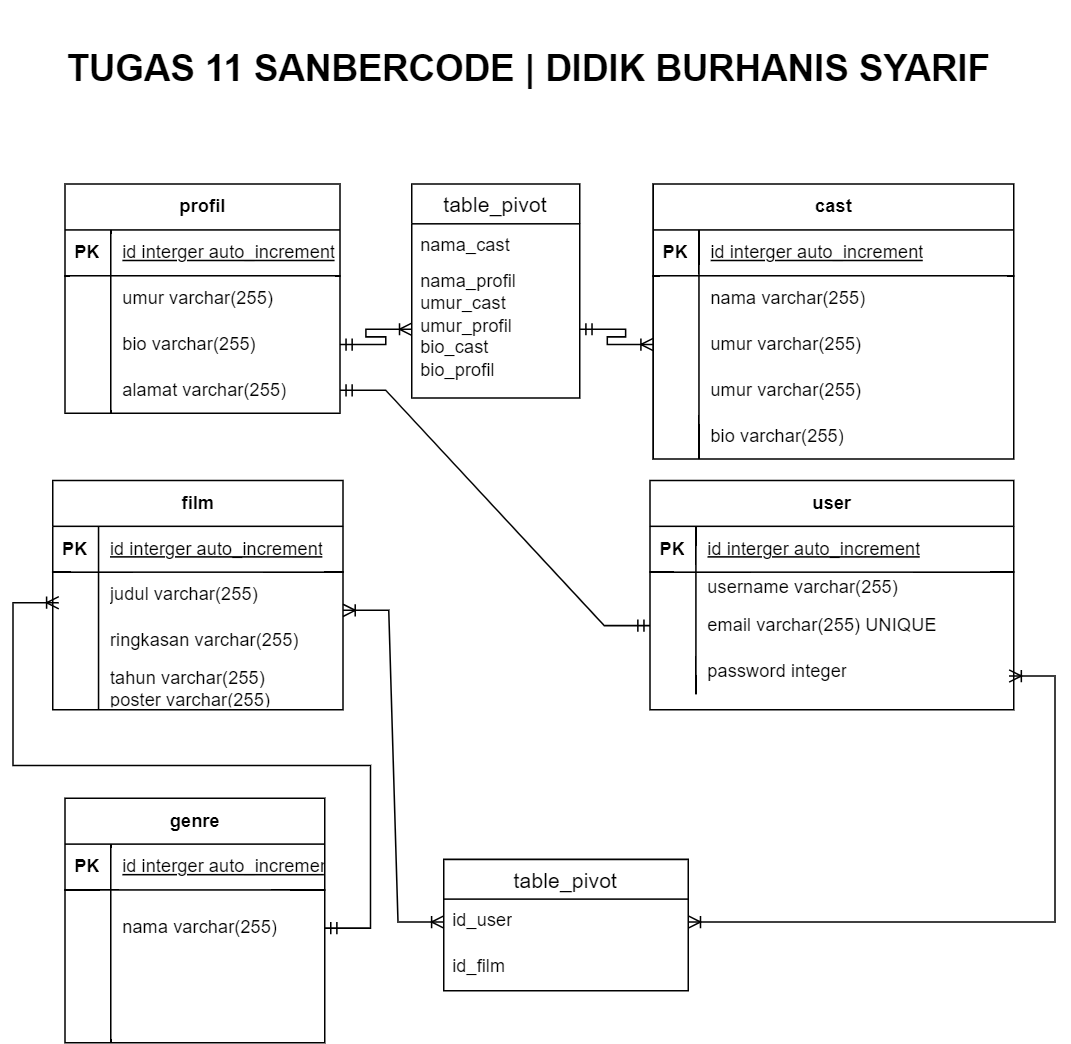 TUGAS 11 SANBERCODE | DIDIK BURHANIS SYARIF
profil
PK id interger auto_increment
umur varchar(255)
bio varchar(255)
alamat varchar(255)
table_pivot
nama_cast
nama_profil
umur_cast
umur_profil
bio_cast
bio_profil
cast
PK id interger auto_increment
nama varchar(255)
umur varchar(255)
umur varchar(255)
bio varchar(255)
film
PK id interger auto_increment
judul varchar(255)
ringkasan varchar(255)
tahun varchar(255)
poster varchar(255)
user
PK id interger auto_increment
username varchar(255)
email varchar(255) UNIQUE
password integer
genre
PK id interger auto_incremer
nama varchar(255)
table_pivot
id_user
id_film